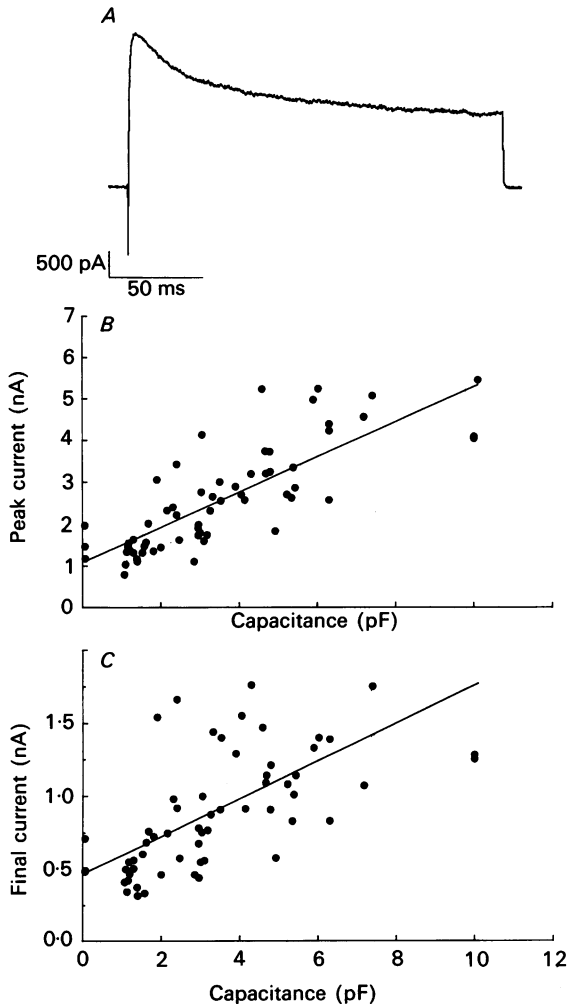 A
500 pA
50 ms
B
Peak current (nA)
7
6
5
4
3
2
1
0
Capacitance (pF)
C
Final current (nA)
1·5
1·0
0·5
0·0
0 2 4 6 8 10 12
Capacitance (pF)